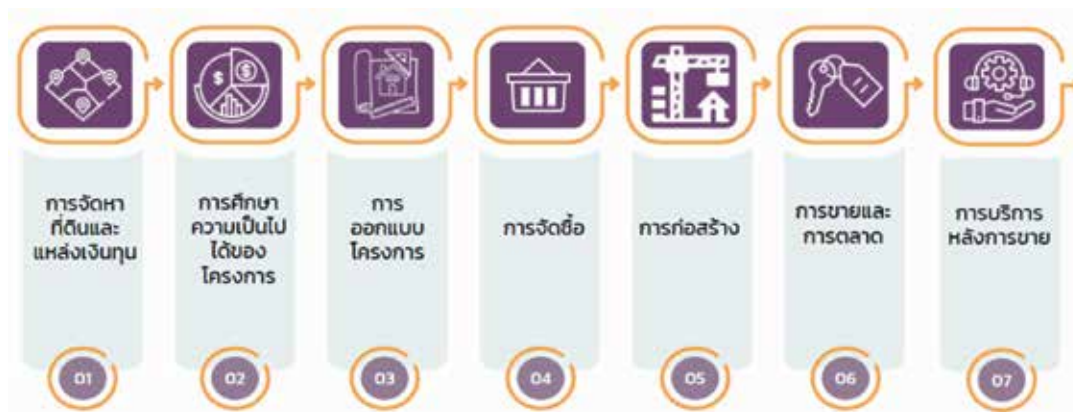 การจัดหา
ที่ดินและ
แหล่งเงินทุน
01
การศึกษา
ความเป็นไป
ได้ของ
โครงการ
02
การ
ออกแบบ
โครงการ
03
การจัดซื้อ
04
การก่อสร้าง
05
การขายและ
การตลาด
06
การบริการ
หลังการขาย
07